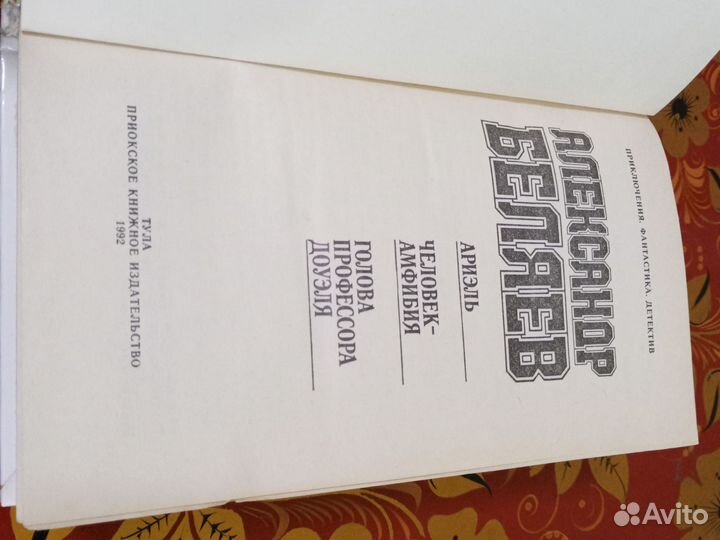 ПРИКЛЮЧЕНИЯ. ФАНТАСТИКА. ДЕТЕКТИВ
АЛЕКСАНДР
БЕЛЯЕВ
АРИЭЛЬ
ЧЕЛОВЕК-
АМФИБИЯ
ГОЛОВА
ПРОФЕССОРА
ДОУЭЛЯ
ТУЛА
ПРИОКСКОЕ КНИЖНОЕ ИЗДАТЕЛЬСТВО
1992
Avito